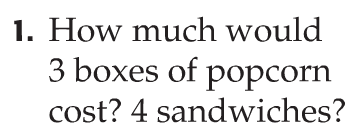 1. How much would
3 boxes of popcorn
cost? 4 sandwiches?